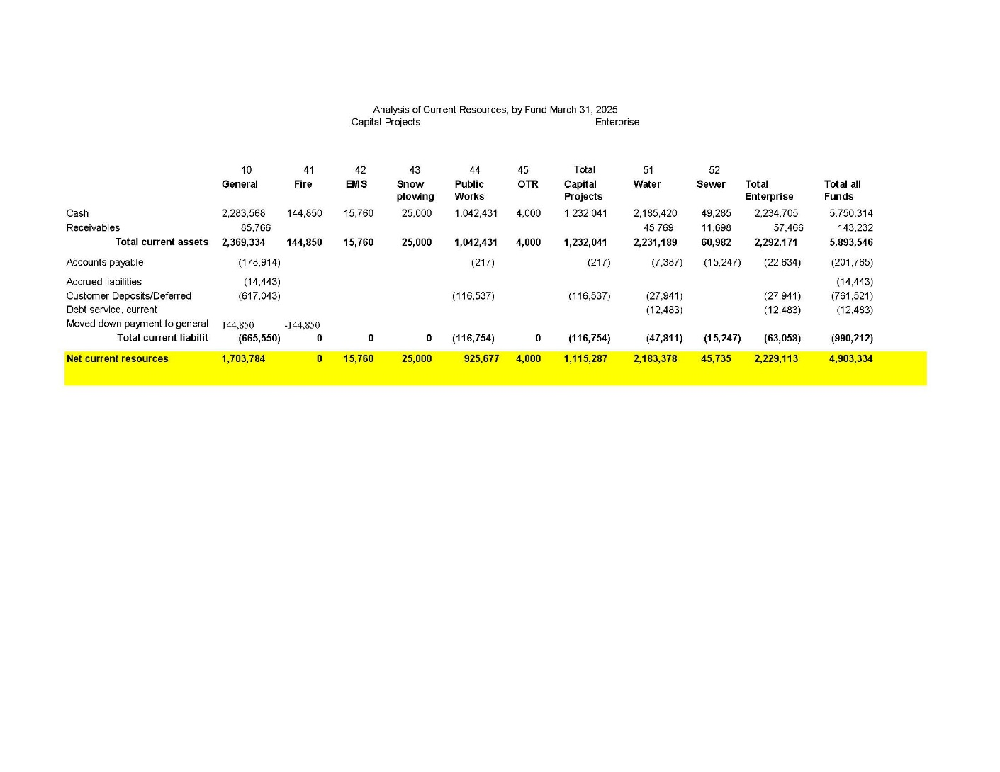 Analysis of Current Resources, by Fund March 31, 2025
Capital Projects Enterprise
10 41 42 43 44 45 Total 51 52
General Fire EMS Snow Public OTR Capital Water Sewer Total Total all
plowing Works Projects Enterprise Funds
Cash 2,283,568 144,850 15,760 25,000 1,042,431 4,000 1,232,041 2,185,420 49,285 2,234,705 5,750,314
Receivables 85,766 45,769 11,698 57,466 143,232
Total current assets 2,369,334 144,850 15,760 25,000 1,042,431 4,000 1,232,041 2,231,189 60,982 2,292,171 5,893,546
Accounts payable (178,914) (217) (217) (7,387) (15,247) (22,634) (201,765)
Accrued liabilities (14,443) (14,443)
Customer Deposits/Deferred (617,043) (116,537) (116,537) (27,941) (27,941) (761,521)
Debt service, current (12,483) (12,483) (12,483)
Moved down payment to general 144,850 -144,850
Total current liabilit (665,550) 0 0 0 (116,754) 0 (116,754) (47,811) (15,247) (63,058) (990,212)
Net current resources 1,703,784 0 15,760 25,000 925,677 4,000 1,115,287 2,183,378 45,735 2,229,113 4,903,334